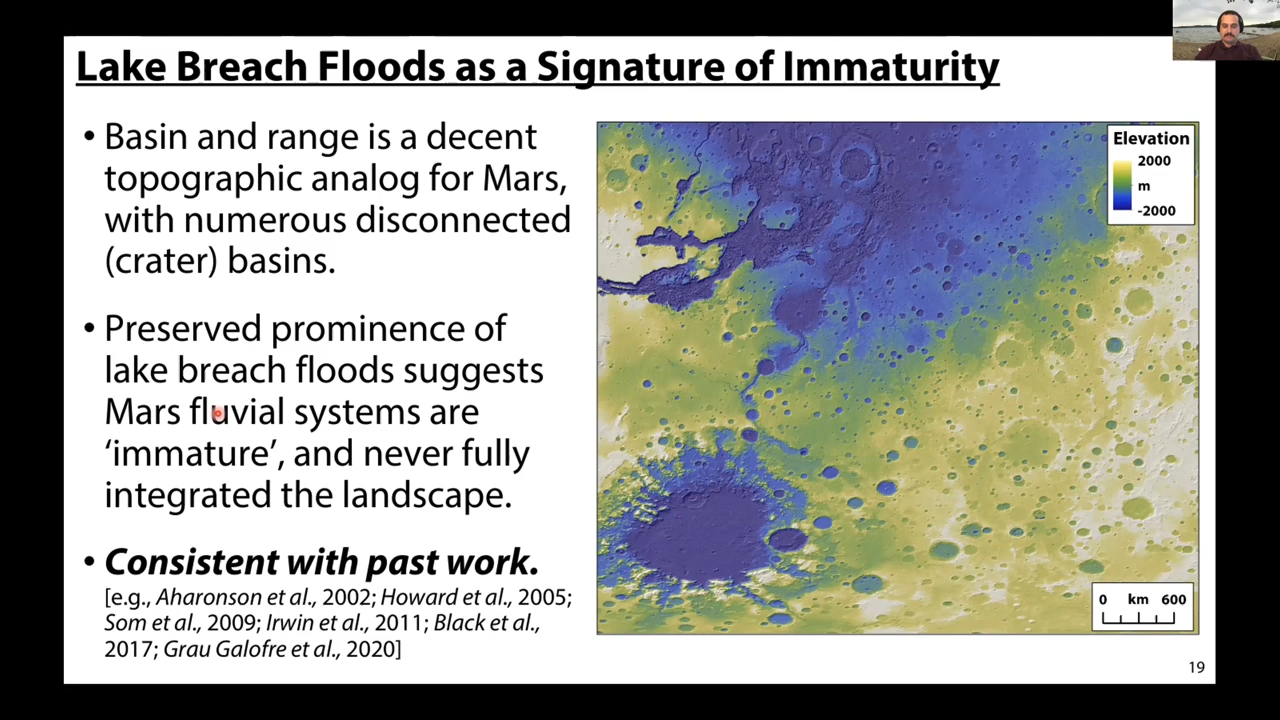 Lake Breach Floods as a Signature of Immaturity
• Basin and range is a decent
topographic analog for Mars,
with numerous disconnected
(crater) basins.
• Preserved prominence of
lake breach floods suggests
Mars fluvial systems are
‘immature’, and never fully
integrated the landscape.
• Consistent with past work.
[e.g., Aharonson et al., 2002; Howard et al., 2005;
Som et al., 2009; Irwin et al., 2011; Black et al.,
2017; Grau Galofre et al., 2020]
Elevation
2000
m
-2000
0 km 600
19